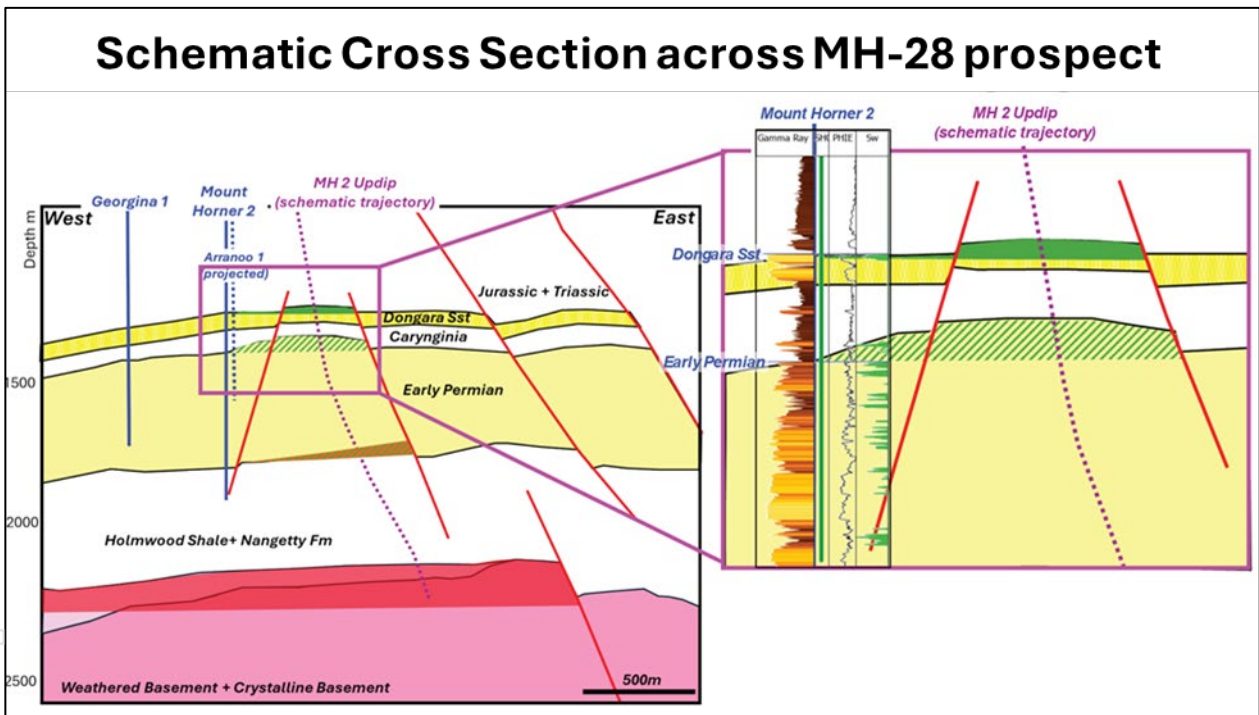 Schematic Cross Section across MH-28 prospect
Mount Horner 2
MH 2 Updip
(schematic trajectory)
Gamma Ray
PHIE
Sw
West
Georgina 1
Mount
Horner 2
MH 2 Updip
(schematic trajectory)
East
Depth m
Arranoo 1
projected)
Jurassic + Triassic
Dongara Sst
Carynginia
Early Permian
Dongara Sst
Early Permian
1500
2000
Holmwood Shale+ Nangetty Fm
2500
Weathered Basement + Crystalline Basement
500m